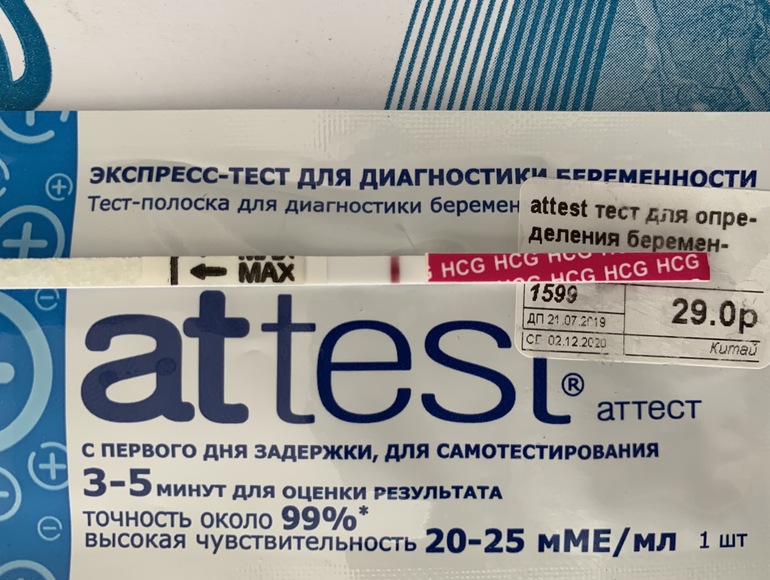 ЭКСПРЕСС-ТЕСТ ДЛЯ ДИАГНОСТИКИ БЕРЕМЕННОСТИ
Тест-полоска для диагностики беремен
attest тест для опре-
деления беремен-
MAX
HCG HCG HCG
HCG HCG HCG
1599
29.0р
ДП 21.07.2019
СГ 02.12.2020
Китай
attest®
аттест
С ПЕРВОГО ДНЯ ЗАДЕРЖКИ, ДЛЯ САМОТЕСТИРОВАНИЯ
3-5 МИНУТ ДЛЯ ОЦЕНКИ РЕЗУЛЬТАТА
точность около 99%*
высокая чувствительность 20-25 мМЕ/мл 1 шт